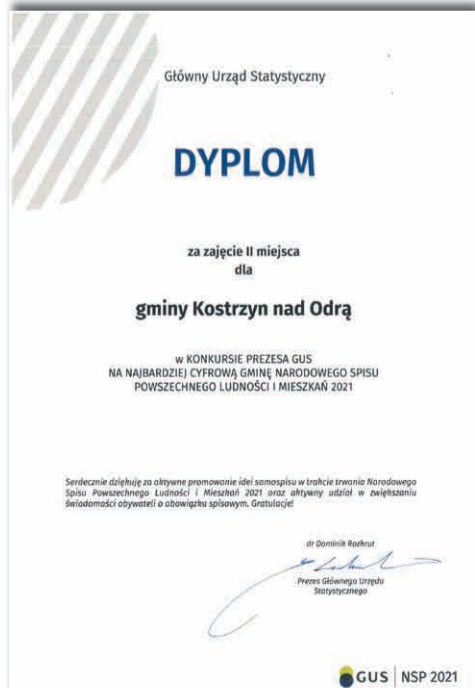 Główny Urząd Statystyczny
DYPLOM
za zajęcie II miejsca
dla
gminy Kostrzyn nad Odrą
w KONKURSIE PREZESA GUS
NA NAJBARDZIEJ CYFROWĄ GMINĘ NARODOWEGO SPISU
POWSZECHNEGO LUDNOŚCI I MIESZKAŃ 2021
Serdecznie dziękuję za aktywne promowanie idei samospisu w trakcie trwania Narodowego
Spisu Powszechnego Ludności i Mieszkań 2021 oraz aktywny udział w zwiększaniu
świadomości obywateli o obowiązku spisowym. Gratulacje!
dr Dominik Rozkrut
Prezes Głównego Urzędu
Statystycznego
GUS | NSP 2021